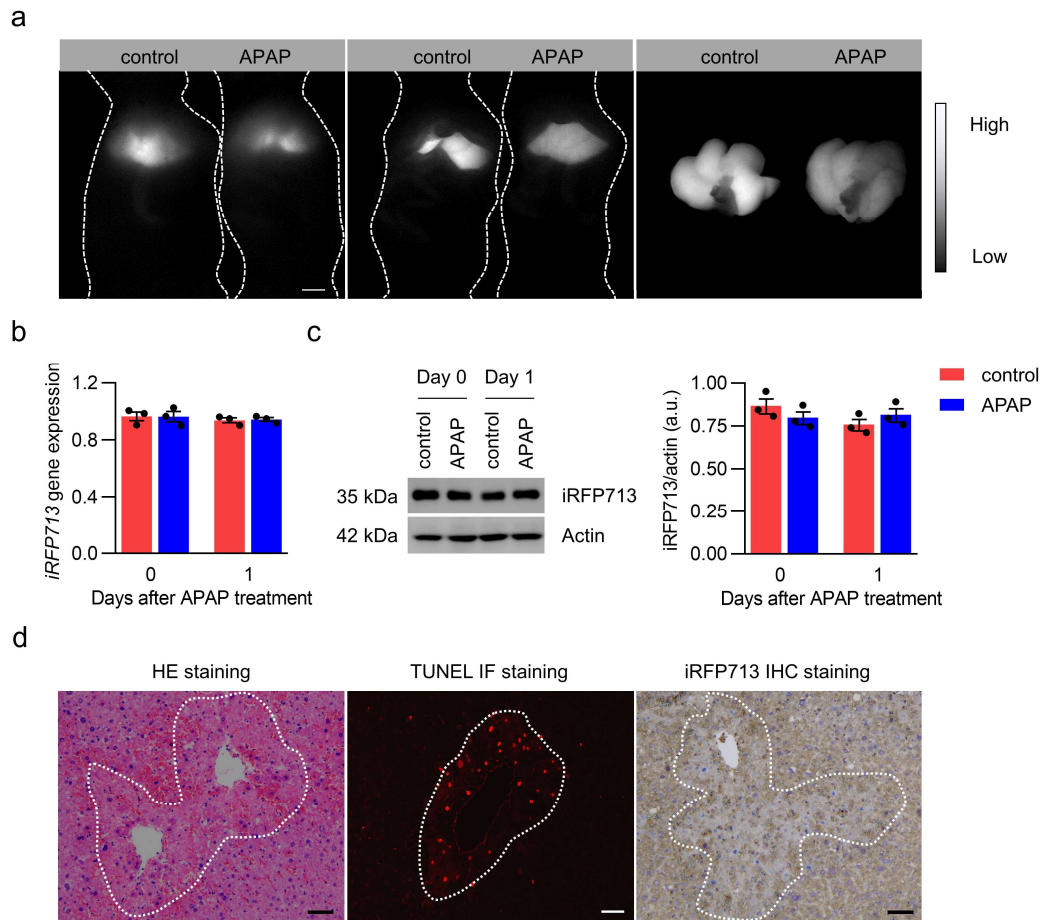 a
control APAP control APAP control APAP
High
Low
b
iRFP713 gene expression
1.2
0.8
0.4
0.0
0 1
Days after APAP treatment
c
Day 0 Day 1
control APAP control APAP
35 kDa iRFP713
42 kDa Actin
iRFP713/actin (a.u.)
1.00
0.75
0.50
0.25
0.00
0 1
Days after APAP treatment
control
APAP
d
HE staining TUNEL IF staining iRFP713 IHC staining